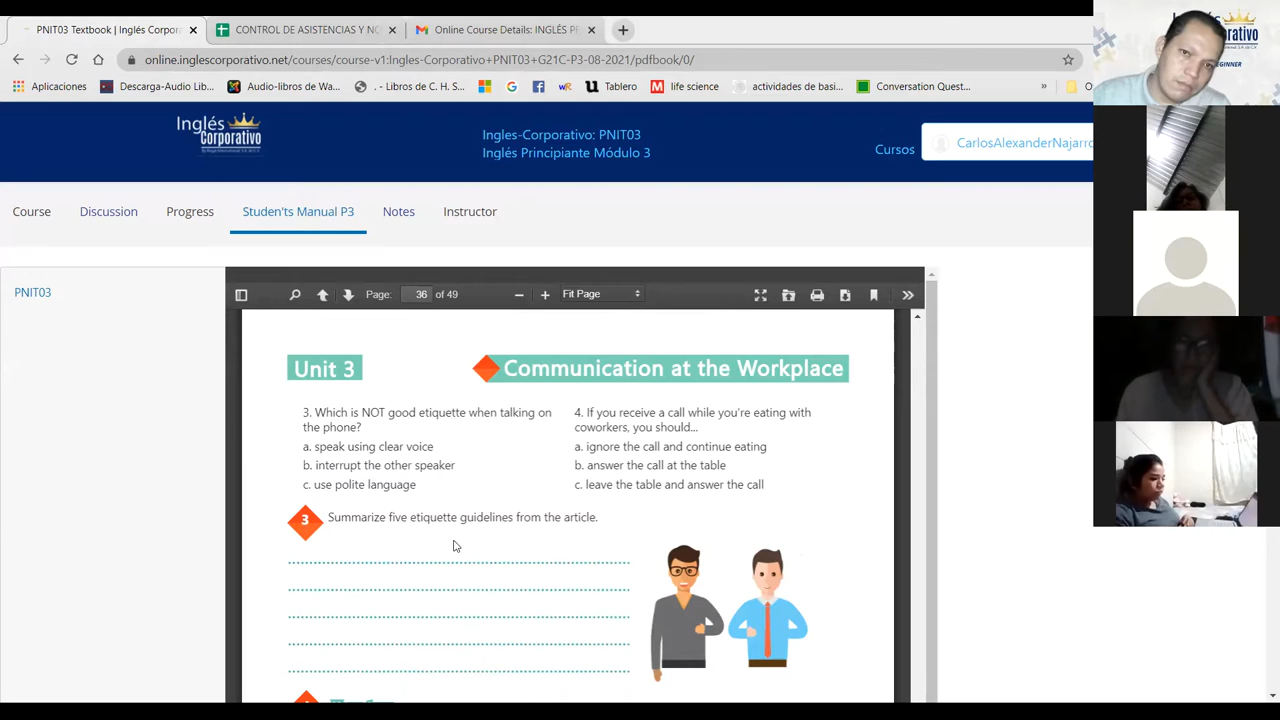 PNIT03 Textbook | Inglés Corpor
CONTROL DE ASISTENCIAS Y NO
Online Course Details: INGLÉS PR
online.inglescorporativo.net/courses/course-v1:Ingles-Corporativo+PNIT03+G21C-P3-08-2021/pdfbook/0/
Aplicaciones
Descarga-Audio Lib...
Audio-libros de Wa...
. - Libros de C. H. S...
Tablero
life science
actividades de basi...
Conversation Quest...
»
Inglés
Corporativo
Ingles-Corporativo: PNIT03
Inglés Principiante Módulo 3
Cursos
CarlosAlexanderNajarro
Course
Discussion
Progress
Studen'ts Manual P3
Notes
Instructor
PNIT03
Page:
36
of 49
Fit Page
Unit 3
Communication at the Workplace
3. Which is NOT good etiquette when talking on
the phone?
a. speak using clear voice
b. interrupt the other speaker
c. use polite language
4. If you receive a call while you're eating with
coworkers, you should...
a. ignore the call and continue eating
b. answer the call at the table
c. leave the table and answer the call
3
Summarize five etiquette guidelines from the article.